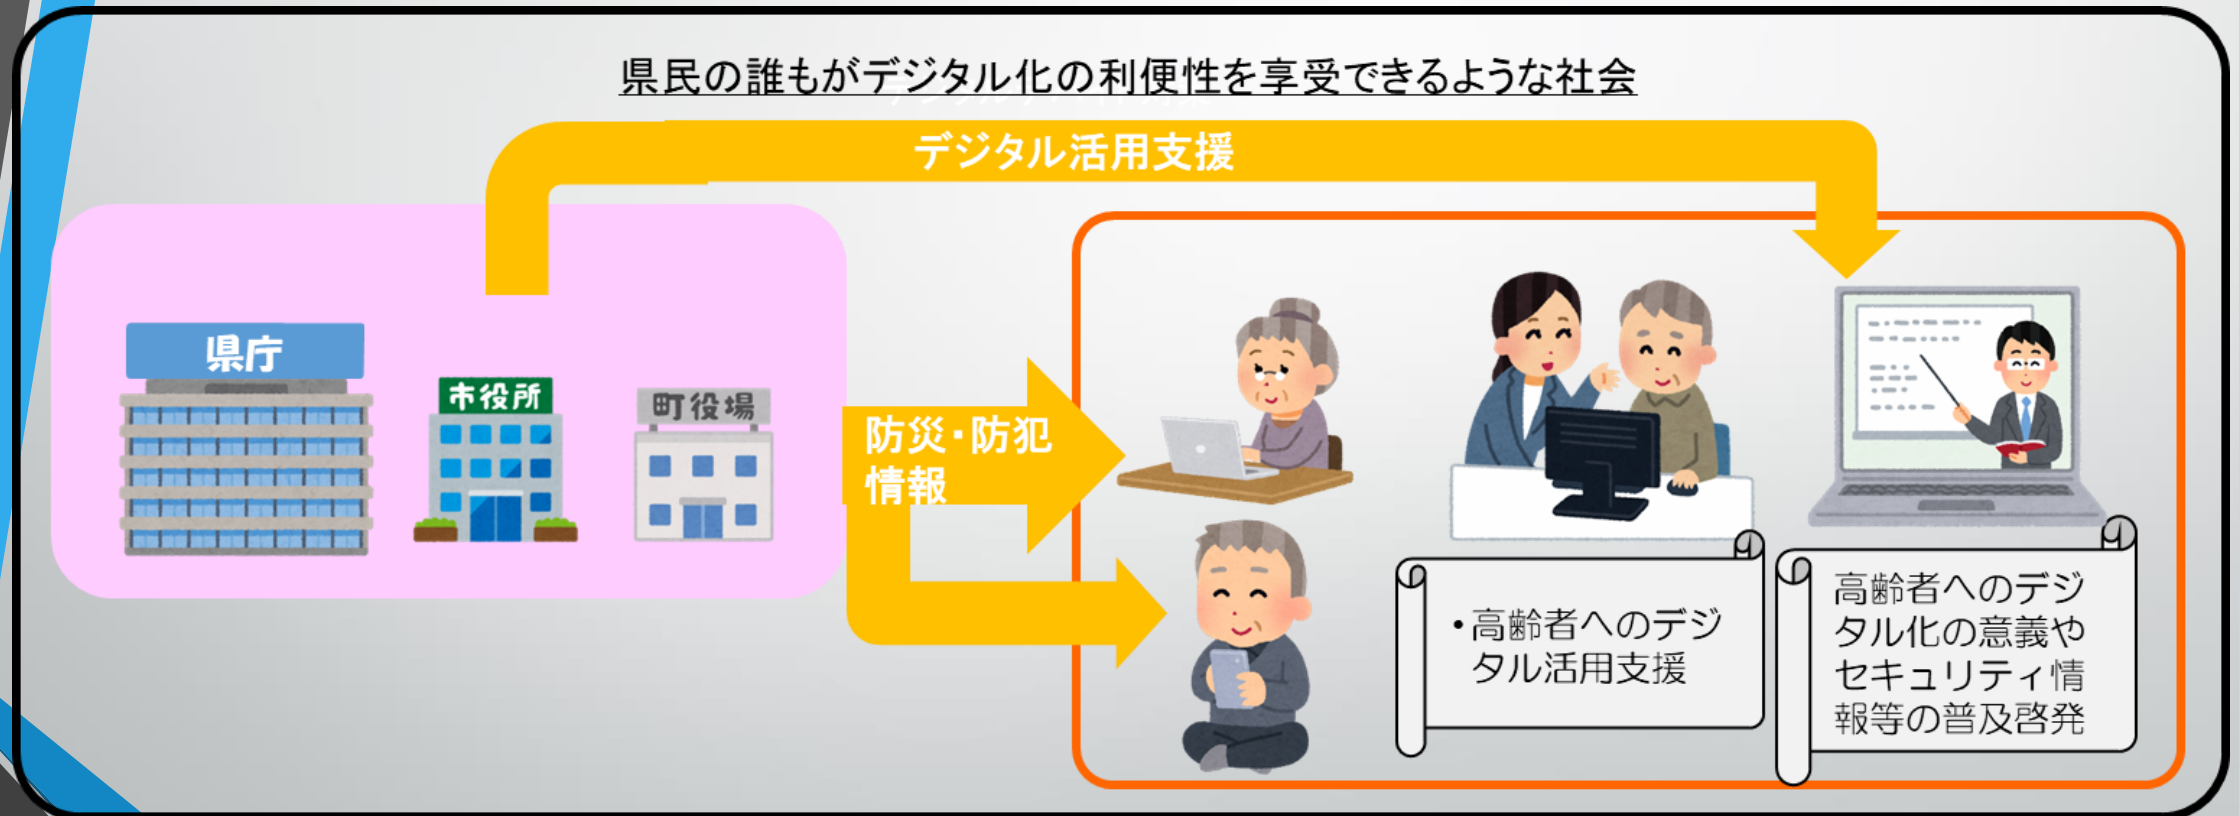 県民の誰もがデジタル化の利便性を享受できるような社会
デジタル活用支援
県庁
市役所
町役場
防災・防犯
情報
・高齢者へのデジ
タル活用支援
高齢者へのデジ
タル化の意義や
セキュリティ情
報等の普及啓発